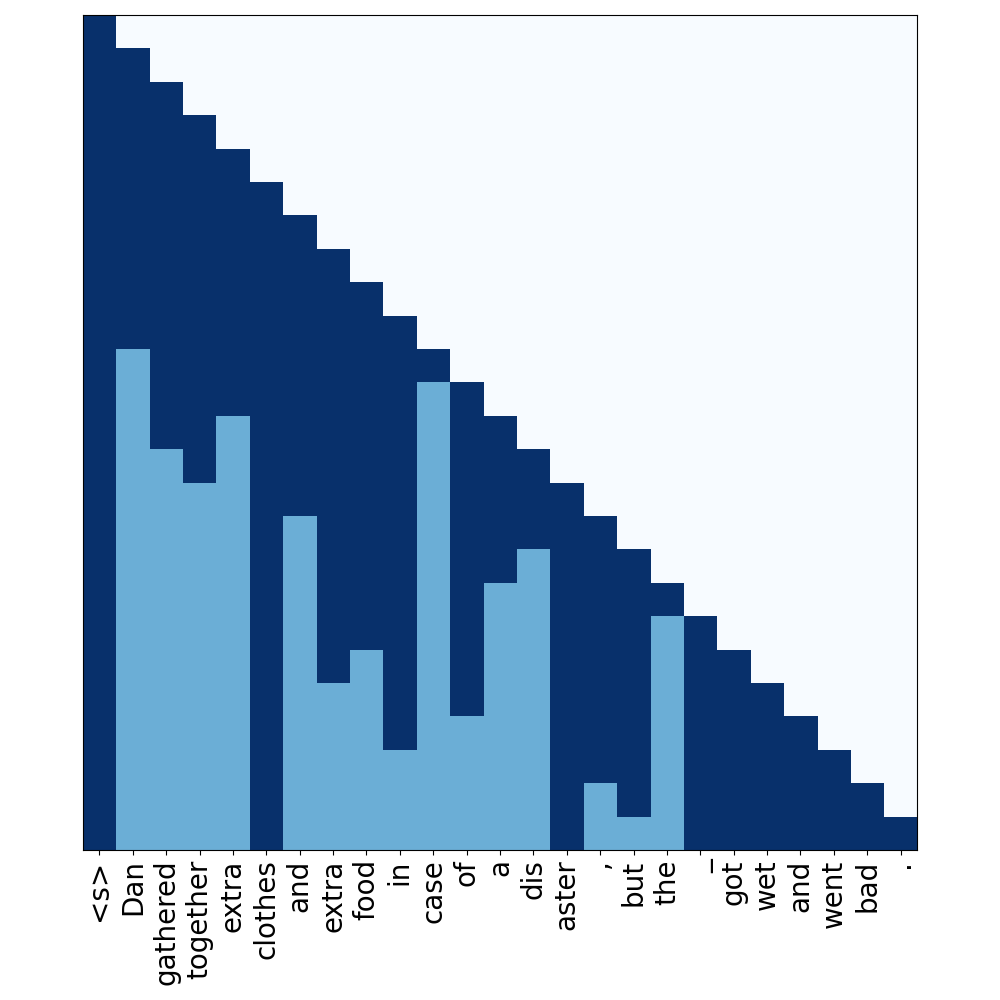 <s> Dan gathered together extra clothes and extra food in case of a dis aster , but the _ got wet and went bad .